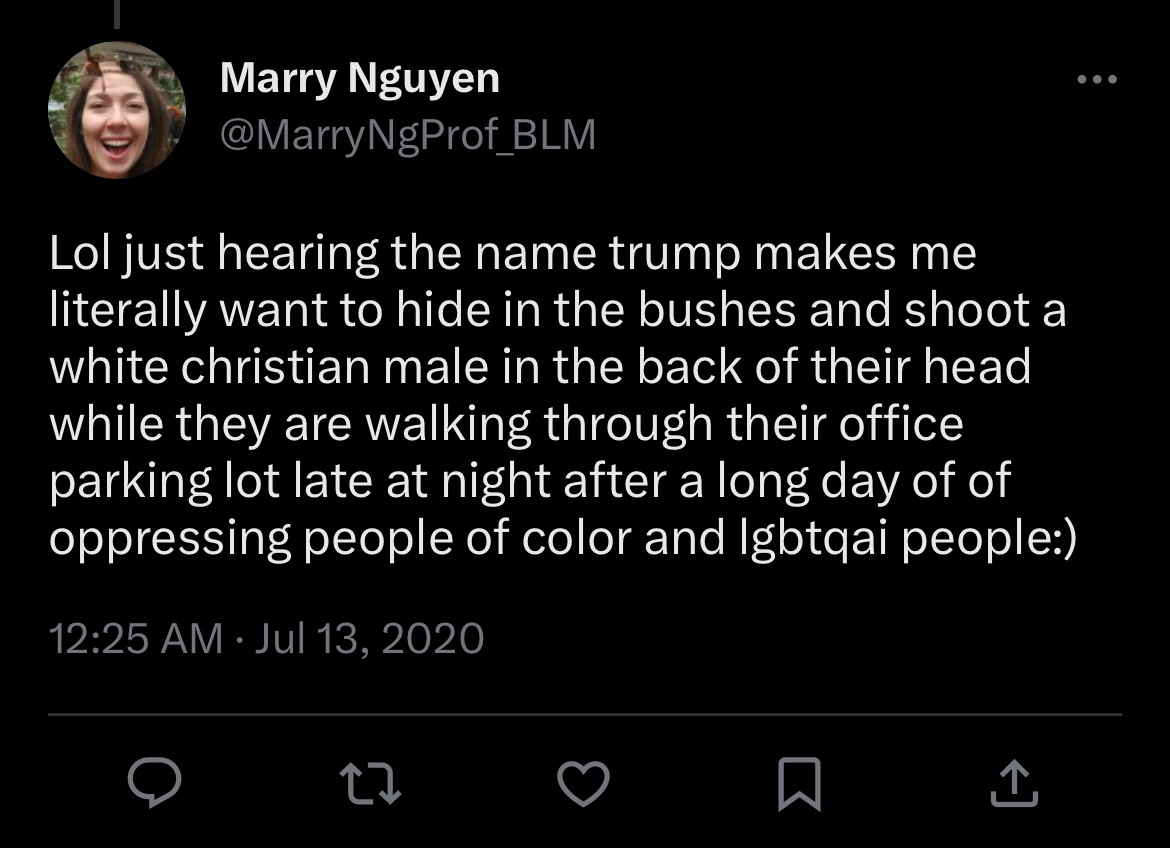 Marry Nguyen
@MarryNgProf_BLM
Lol just hearing the name trump makes me
literally want to hide in the bushes and shoot a
white christian male in the back of their head
while they are walking through their office
parking lot late at night after a long day of of
oppressing people of color and lgbtqai people:)
12:25 AM · Jul 13, 2020